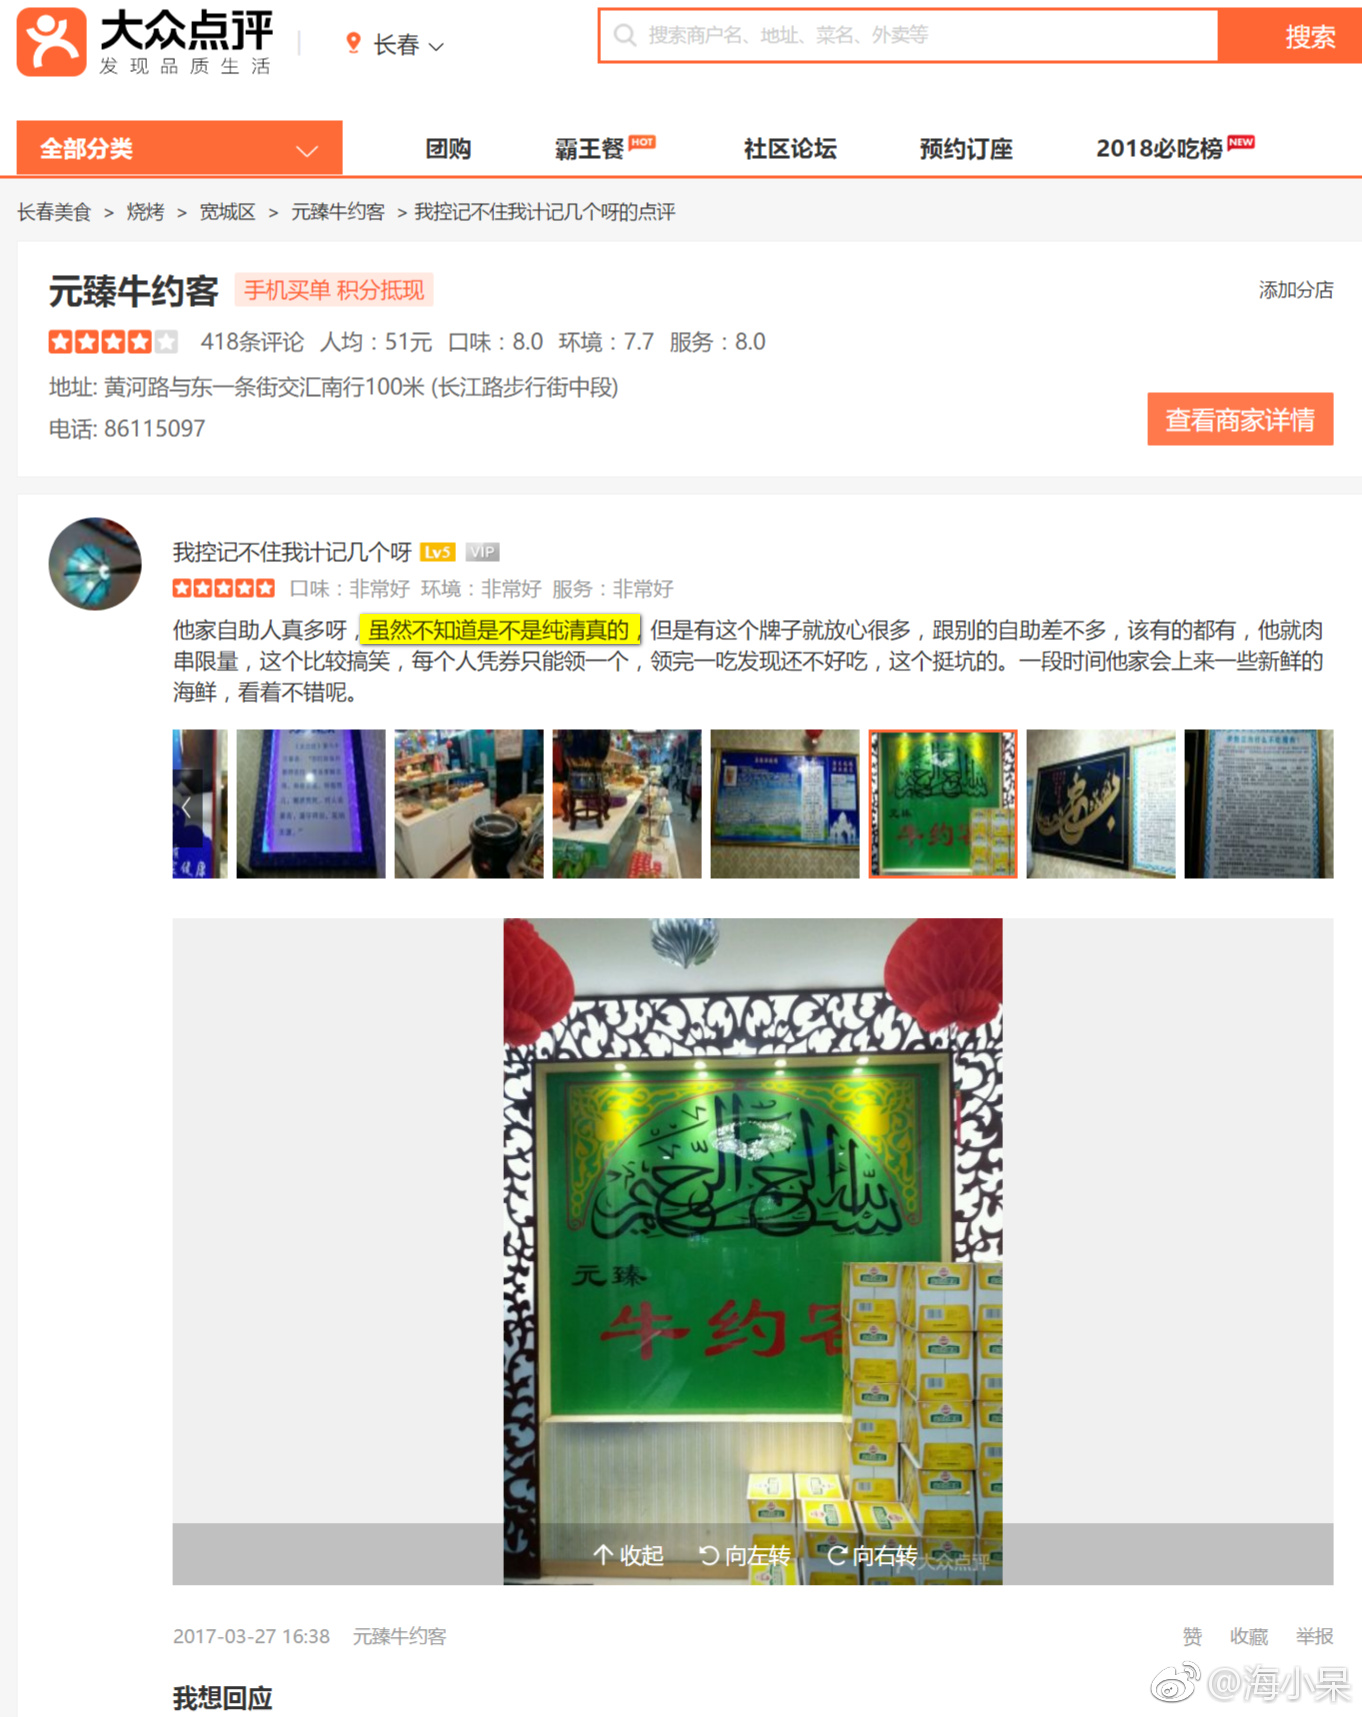 大众点评
发现品质生活
长春
搜索商户名、地址、菜名、外卖等
搜索
全部分类
团购
霸王餐 HOT
社区论坛
预约订座
2018必吃榜 NEW
长春美食 > 烧烤 > 宽城区 > 元臻牛约客 > 我控记不住我计记几个呀的点评
元臻牛约客 手机买单 积分抵现
添加分店
418条评论 人均：51元 口味：8.0 环境：7.7 服务：8.0
地址: 黄河路与东一条街交汇南行100米 (长江路步行街中段)
电话: 86115097
查看商家详情
我控记不住我计记几个呀 Lv5 VIP
口味：非常好 环境：非常好 服务：非常好
他家自助人真多呀，虽然不知道是不是纯清真的，但是有这个牌子就放心很多，跟别的自助差不多，该有的都有，他就肉
串限量，这个比较搞笑，每个人凭券只能领一个，领完一吃发现还不好吃，这个挺坑的。一段时间他家会上来一些新鲜的
海鲜，看着不错呢。
بسم الله الرحمن الرحيم
元臻
牛约客
收起 向左转 向右转
大众点评
2017-03-27 16:38 元臻牛约客
赞 收藏 举报
我想回应
@海小呆